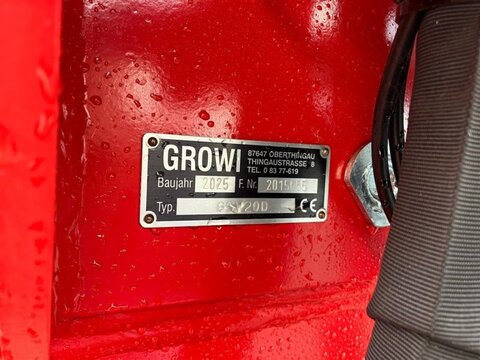 GROWI
87647 OBERTHINGAU
THINGAUSTRASSE 8
TEL. 0 83 77-619
Baujahr 2025 F. Nr.
Typ. CE